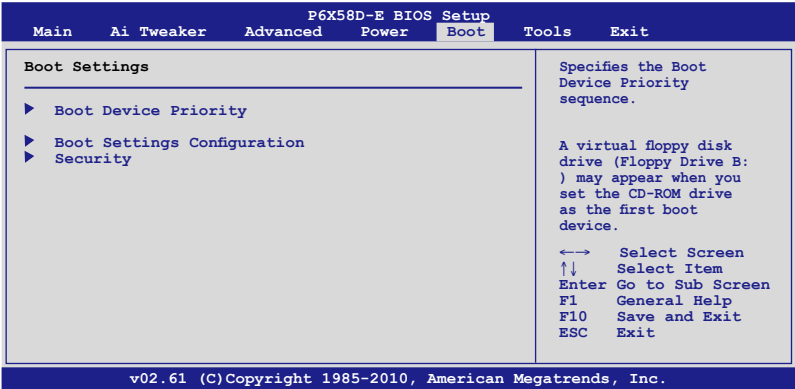 P6X58D-E BIOS Setup
Main Ai Tweaker Advanced Power Boot Tools Exit
Boot Settings
Boot Device Priority
Boot Settings Configuration
Security
Specifies the Boot
Device Priority
sequence.
A virtual floppy disk
drive (Floppy Drive B:
) may appear when you
set the CD-ROM drive
as the first boot
device.
←→ Select Screen
↑↓ Select Item
Enter Go to Sub Screen
F1 General Help
F10 Save and Exit
ESC Exit
v02.61 (C)Copyright 1985-2010, American Megatrends, Inc.